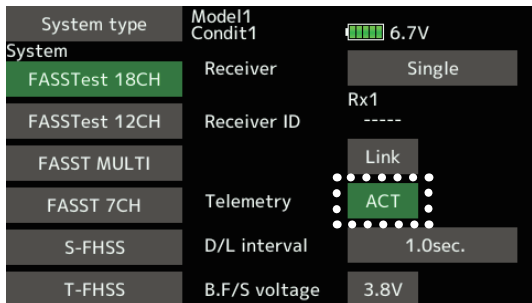 System type
Model1
Condit1
6.7V
System
FASSTest 18CH
Receiver
Single
Rx1
FASSTest 12CH
Receiver ID
-----
FASST MULTI
Link
FASST 7CH
Telemetry
ACT
S-FHSS
D/L interval
1.0sec.
T-FHSS
B.F/S voltage
3.8V